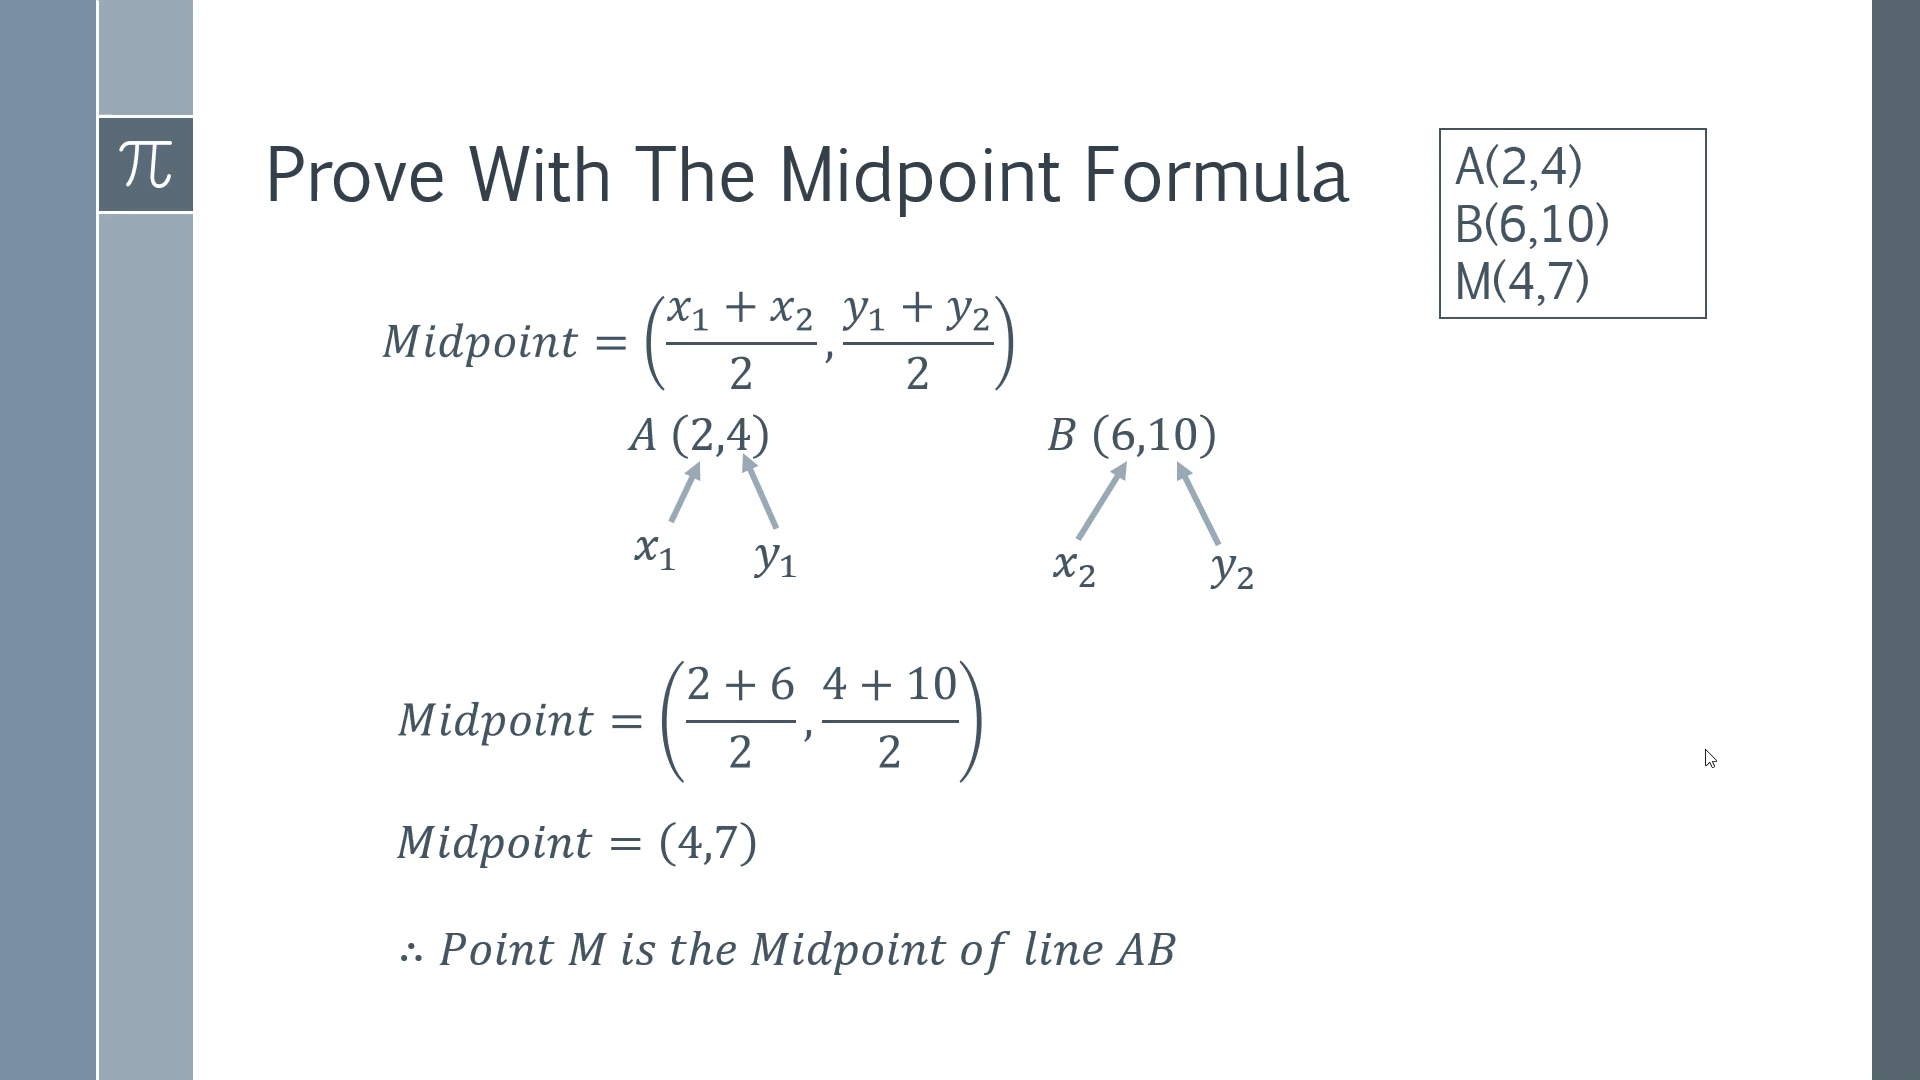 π
Prove With The Midpoint Formula
A(2,4)
B(6,10)
M(4,7)
Midpoint = ((x₁ + x₂)/2, (y₁ + y₂)/2)
A (2,4) B (6,10)
x₁ y₁ x₂ y₂
Midpoint = ((2 + 6)/2, (4 + 10)/2)
Midpoint = (4,7)
∴ Point M is the Midpoint of line AB